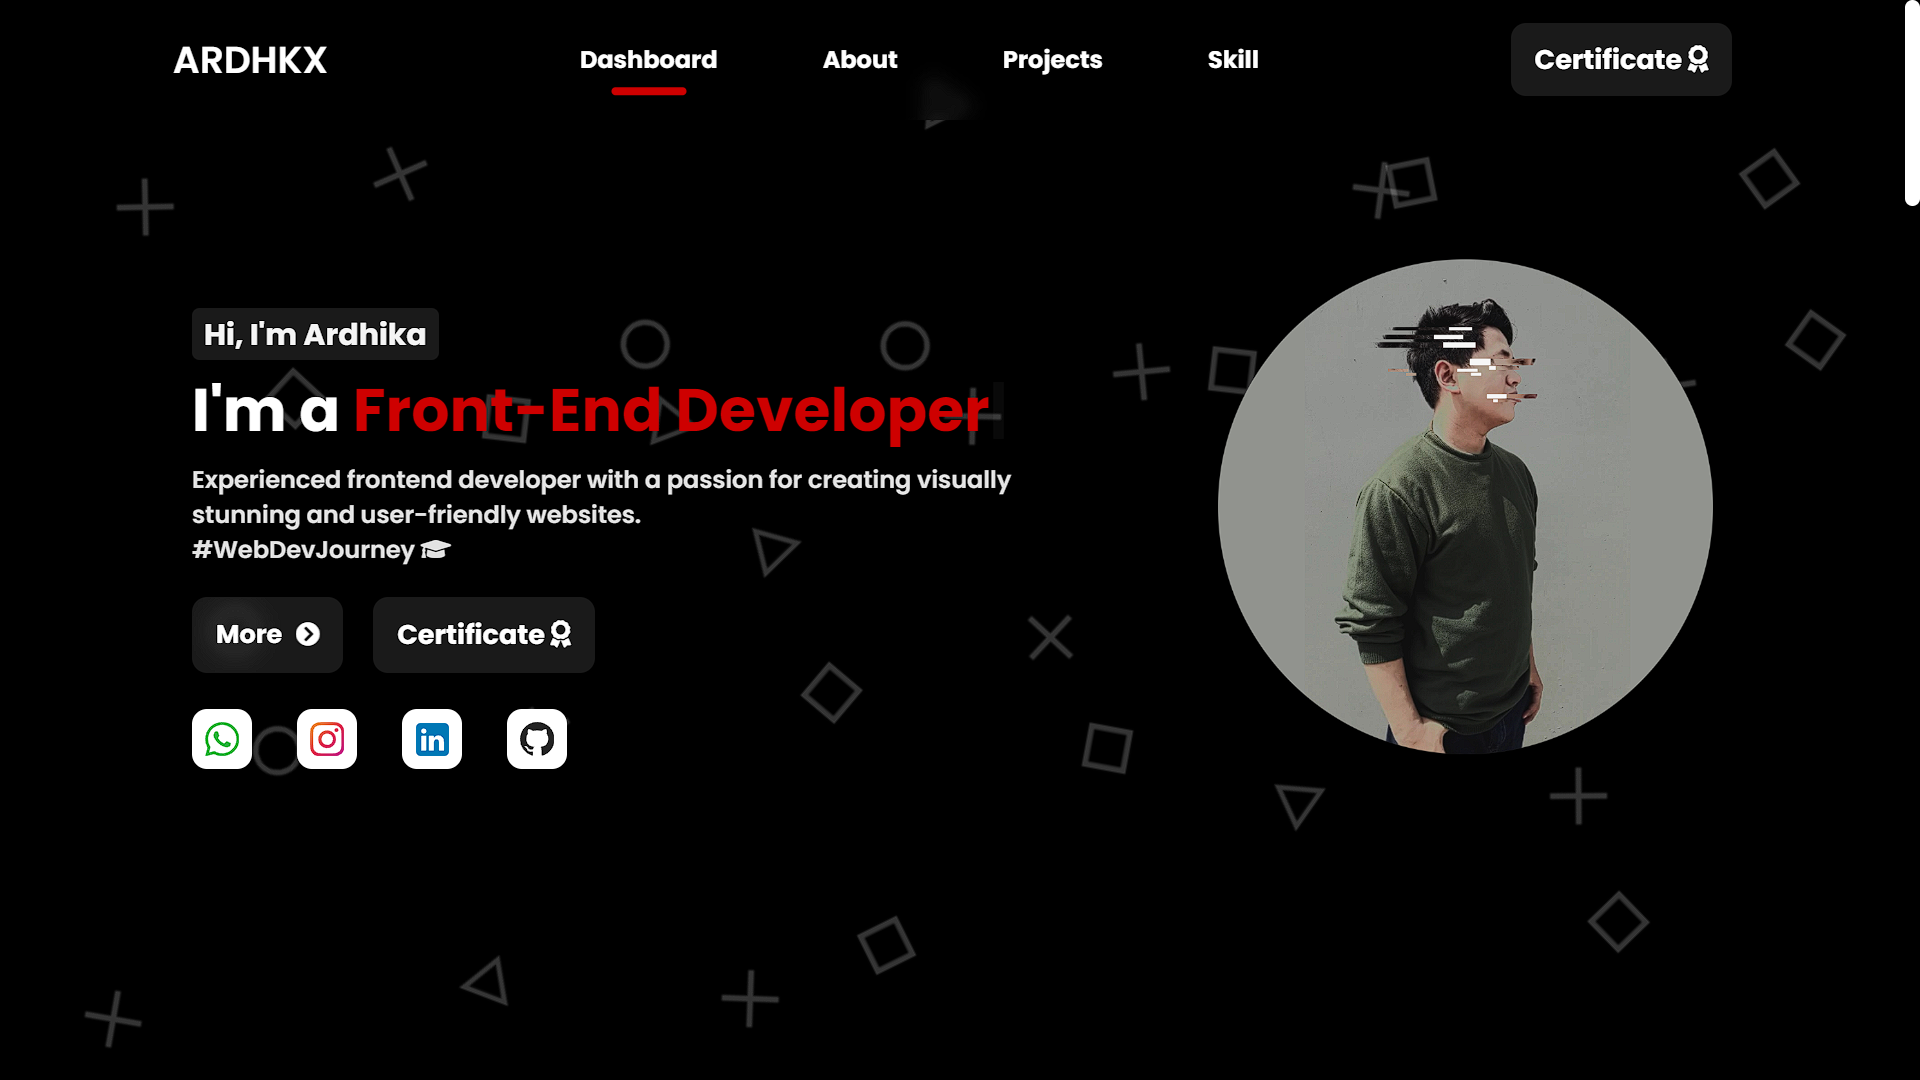 ARDHKX
Dashboard
About
Projects
Skill
Certificate
Hi, I'm Ardhika
I'm a Front-End Developer
Experienced frontend developer with a passion for creating visually
stunning and user-friendly websites.
#WebDevJourney
More
Certificate
in